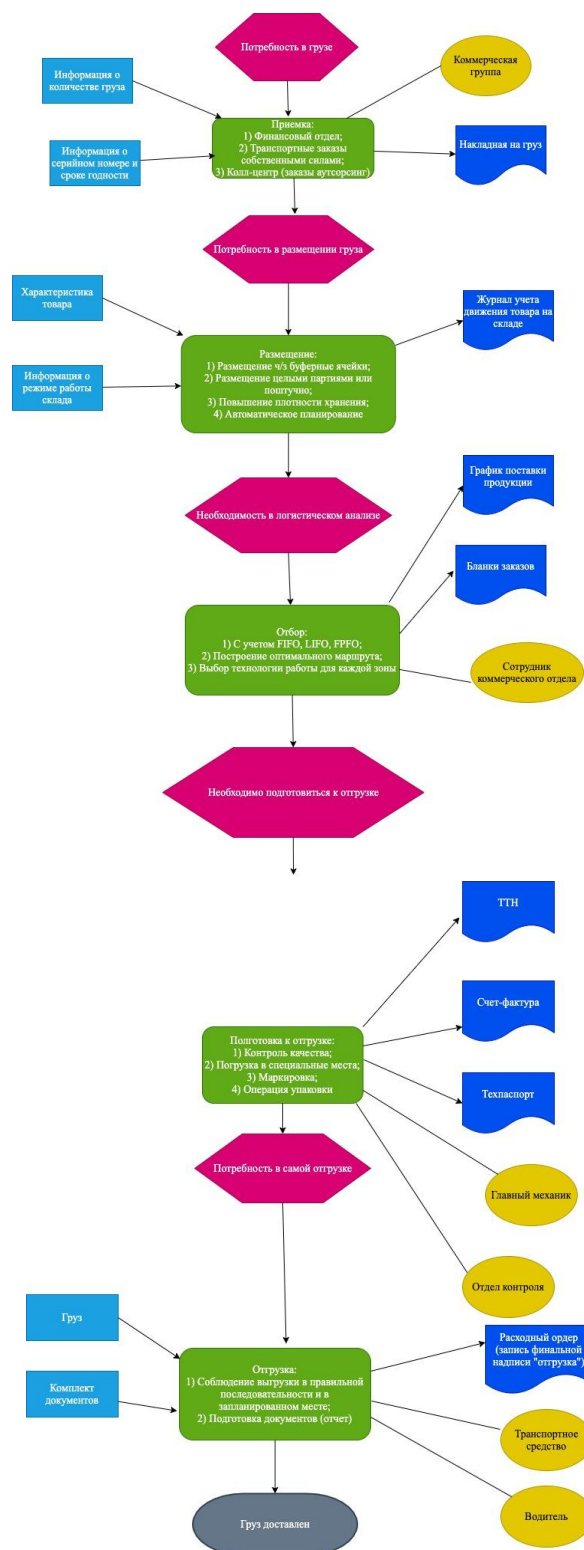 Потребность в грузе
Коммерческая
группа
Информация о
количестве груза
Приемка:
1) Финансовый отдел;
2) Транспортные заказы
собственными силами;
3) Колл-центр (заказы аутсорсинг)
Информация о
серийном номере и
сроке годности
Накладная на груз
Потребность в размещении груза
Характеристика
товара
Журнал учета
движения товара на
складе
Размещение:
1) Размещение ч/з буферные ячейки;
2) Размещение целыми партиями или
поштучно;
3) Повышение плотности хранения;
4) Автоматическое планирование
Информация о
режиме работы
склада
График поставки
продукции
Необходимость в логистическом анализе
Бланки заказов
Отбор:
1) С учетом FIFO, LIFO, FPFO;
2) Построение оптимального маршрута;
3) Выбор технологии работы для каждой зоны
Сотрудник
коммерческого отдела
Необходимо подготовиться к отгрузке
ТТН
Счет-фактура
Полготовка к отгрузке:
1) Контроль качества;
2) Погрузка в специальные места;
3) Маркировка;
4) Операция упаковки
Техпаспорт
Потребность в самой отгрузке
Главный механик
Отдел контроля
Груз
Расходный ордер
(запись финальной
надписи "отгрузка")
Отгрузка:
1) Соблюдение выгрузки в правильной
последовательности и в
запланированном месте;
2) Подготовка документов (отчет)
Комплект
документов
Транспортное
средство
Водитель
Груз доставлен